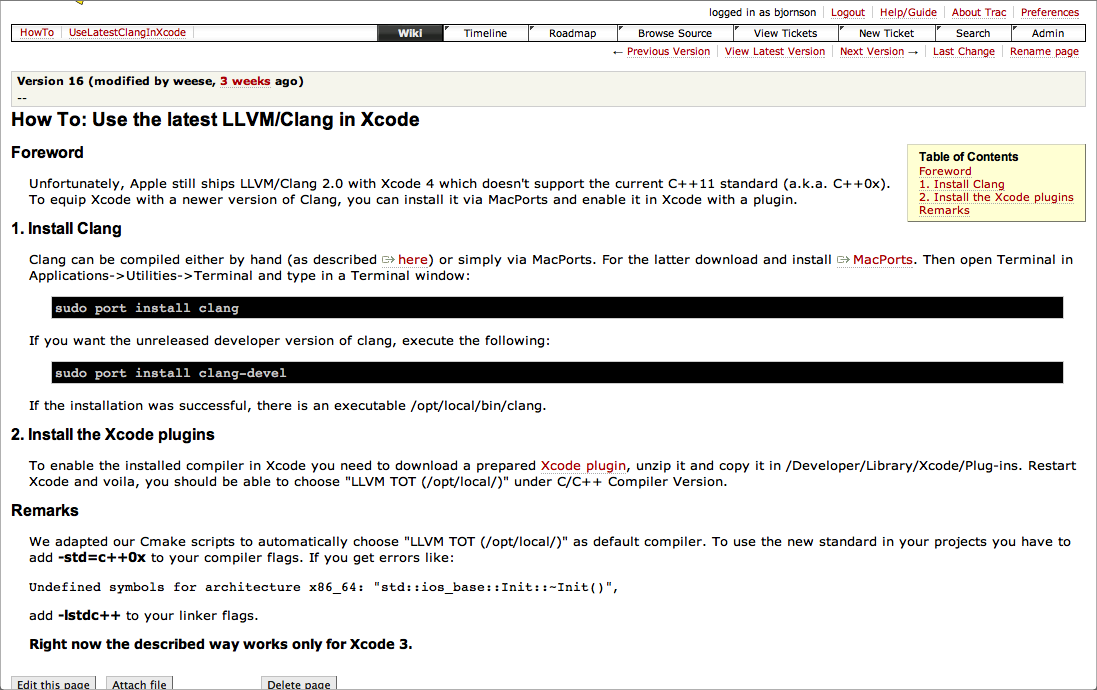 logged in as bjornson Logout Help/Guide About Trac Preferences
HowTo UseLatestClangInXcode Wiki Timeline Roadmap Browse Source View Tickets New Ticket Search Admin
← Previous Version View Latest Version Next Version → Last Change Rename page
Version 16 (modified by weese, 3 weeks ago)
--
How To: Use the latest LLVM/Clang in Xcode
Foreword
Table of Contents
Foreword
1. Install Clang
2. Install the Xcode plugins
Remarks
Unfortunately, Apple still ships LLVM/Clang 2.0 with Xcode 4 which doesn't support the current C++11 standard (a.k.a. C++0x).
To equip Xcode with a newer version of Clang, you can install it via MacPorts and enable it in Xcode with a plugin.
1. Install Clang
Clang can be compiled either by hand (as described here) or simply via MacPorts. For the latter download and install MacPorts. Then open Terminal in
Applications->Utilities->Terminal and type in a Terminal window:
sudo port install clang
If you want the unreleased developer version of clang, execute the following:
sudo port install clang-devel
If the installation was successful, there is an executable /opt/local/bin/clang.
2. Install the Xcode plugins
To enable the installed compiler in Xcode you need to download a prepared Xcode plugin, unzip it and copy it in /Developer/Library/Xcode/Plug-ins. Restart
Xcode and voila, you should be able to choose "LLVM TOT (/opt/local/)" under C/C++ Compiler Version.
Remarks
We adapted our Cmake scripts to automatically choose "LLVM TOT (/opt/local/)" as default compiler. To use the new standard in your projects you have to
add -std=c++0x to your compiler flags. If you get errors like:
Undefined symbols for architecture x86_64: "std::ios_base::Init::~Init()",
add -lstdc++ to your linker flags.
Right now the described way works only for Xcode 3.
Edit this page Attach file Delete page